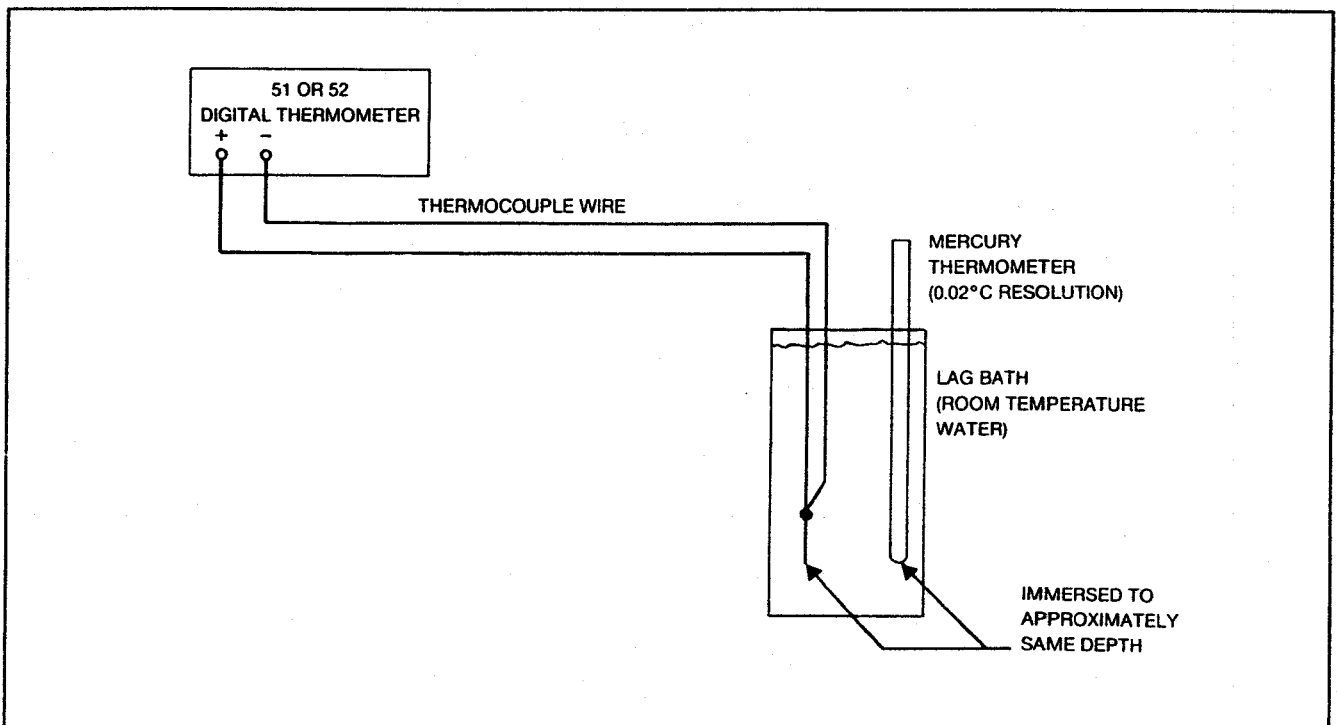 51 OR 52
DIGITAL THERMOMETER
+ −
THERMOCOUPLE WIRE
MERCURY
THERMOMETER
(0.02°C RESOLUTION)
LAG BATH
(ROOM TEMPERATURE
WATER)
IMMERSED TO
APPROXIMATELY
SAME DEPTH